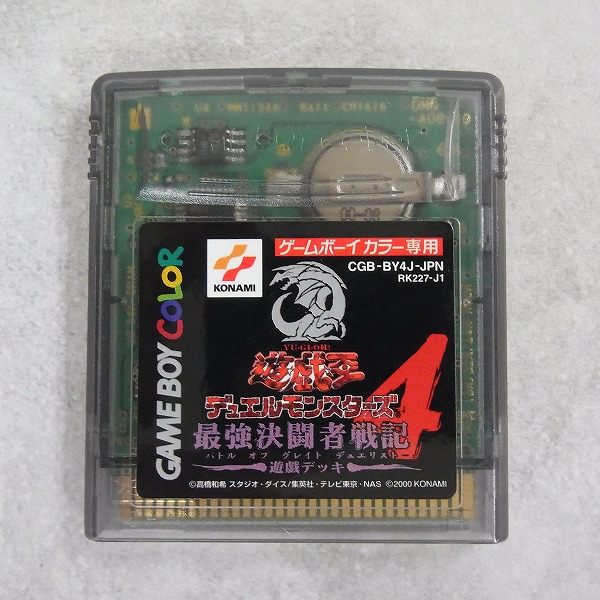 GAME BOY COLOR
KONAMI
ゲームボーイカラー専用
CGB-BY4J-JPN
RK227-J1
YU-GI-OH!
遊戯王
デュエルモンスターズ4
最強決闘者戦記
バトル オブ グレイト デュエリスト
遊戯デッキ
©高橋和希 スタジオ・ダイス/集英社・テレビ東京・NAS ©2000 KONAMI